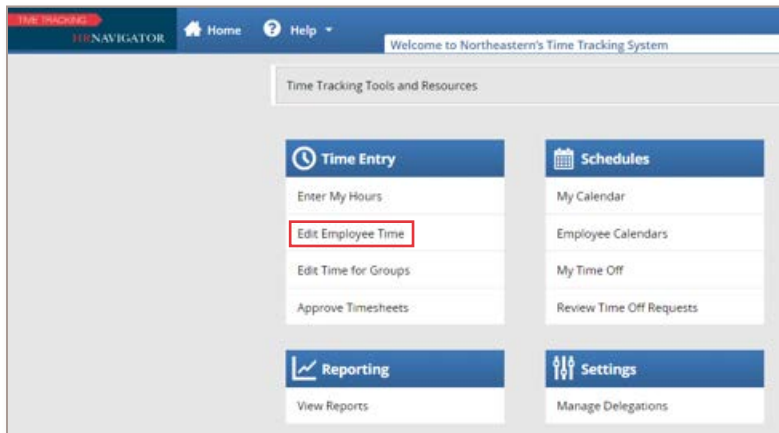 TIME TRACKING
HRNAVIGATOR
Home
Help
Welcome to Northeastern's Time Tracking System
Time Tracking Tools and Resources
Time Entry
Enter My Hours
Edit Employee Time
Edit Time for Groups
Approve Timesheets
Schedules
My Calendar
Employee Calendars
My Time Off
Review Time Off Requests
Reporting
View Reports
Settings
Manage Delegations